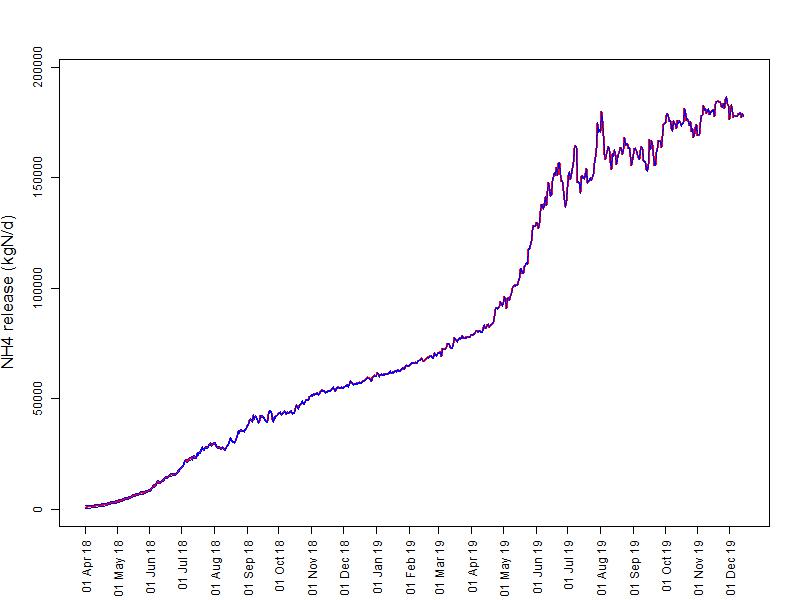 NH4 release (kgN/d)
200000
150000
100000
50000
0
01 Apr 18
01 May 18
01 Jun 18
01 Jul 18
01 Aug 18
01 Sep 18
01 Oct 18
01 Nov 18
01 Dec 18
01 Jan 19
01 Feb 19
01 Mar 19
01 Apr 19
01 May 19
01 Jun 19
01 Jul 19
01 Aug 19
01 Sep 19
01 Oct 19
01 Nov 19
01 Dec 19